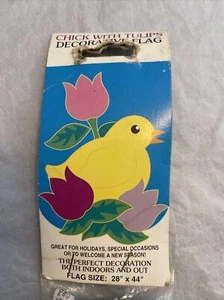 CHICK WITH TULIPS
DECORATIVE FLAG
GREAT FOR HOLIDAYS, SPECIAL OCCASIONS
OR TO WELCOME A NEW SEASON!
THE PERFECT DECORATION
BOTH INDOORS AND OUT
FLAG SIZE: 28" x 44"